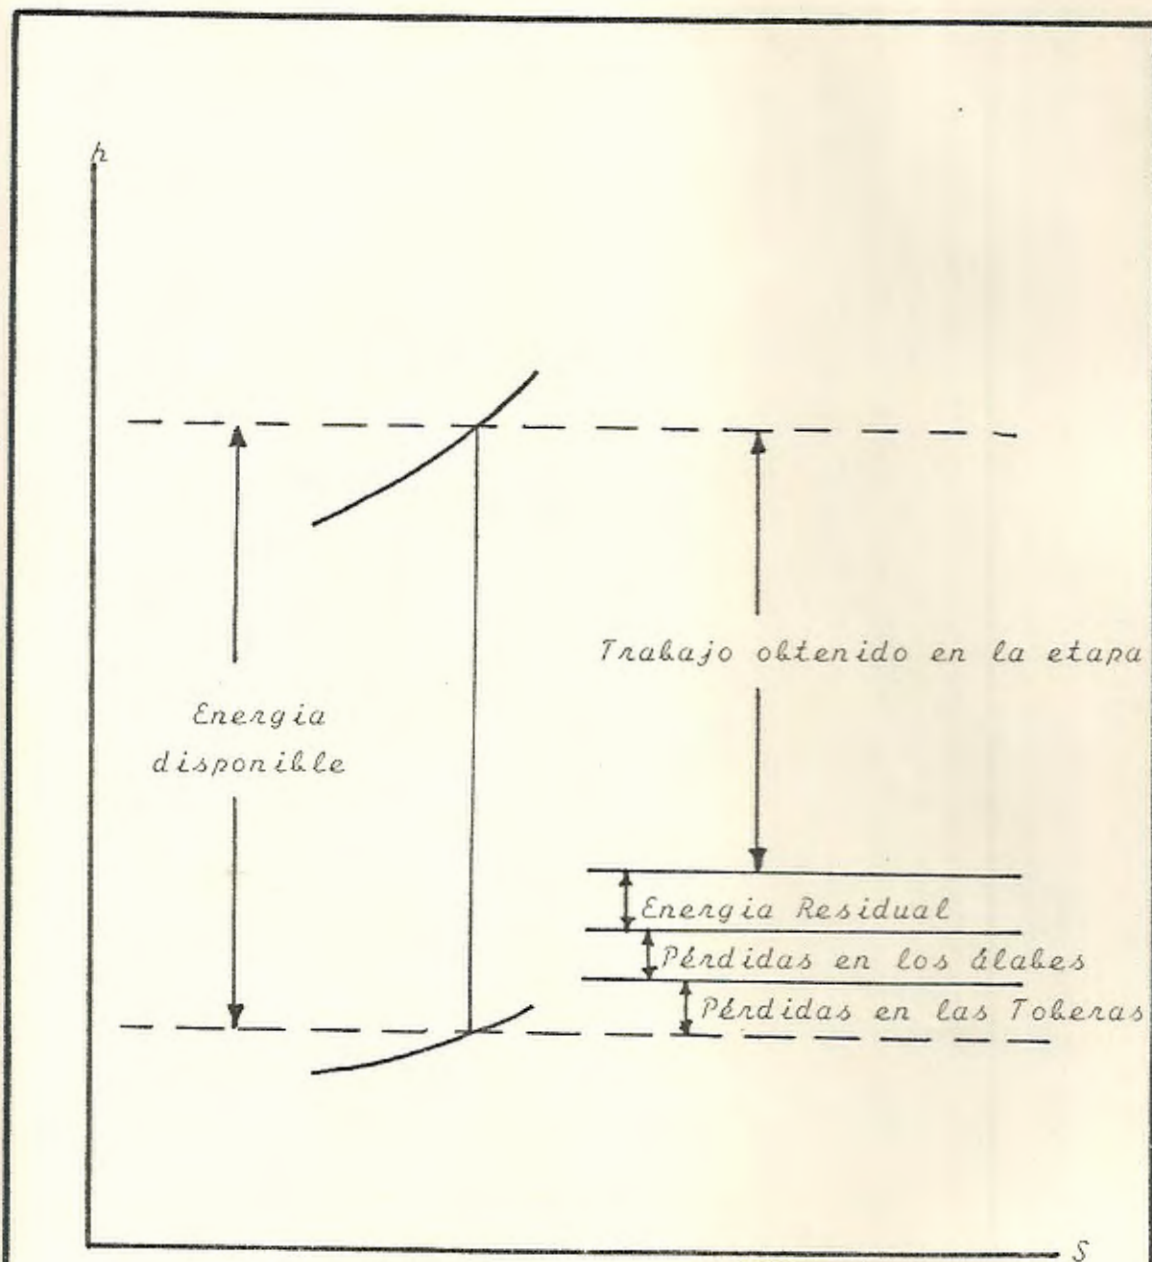 h
Trabajo obtenido en la etapa
Energia
disponible
Energia Residual
Pérdidas en los álabes
Pérdidas en las Toberas
S